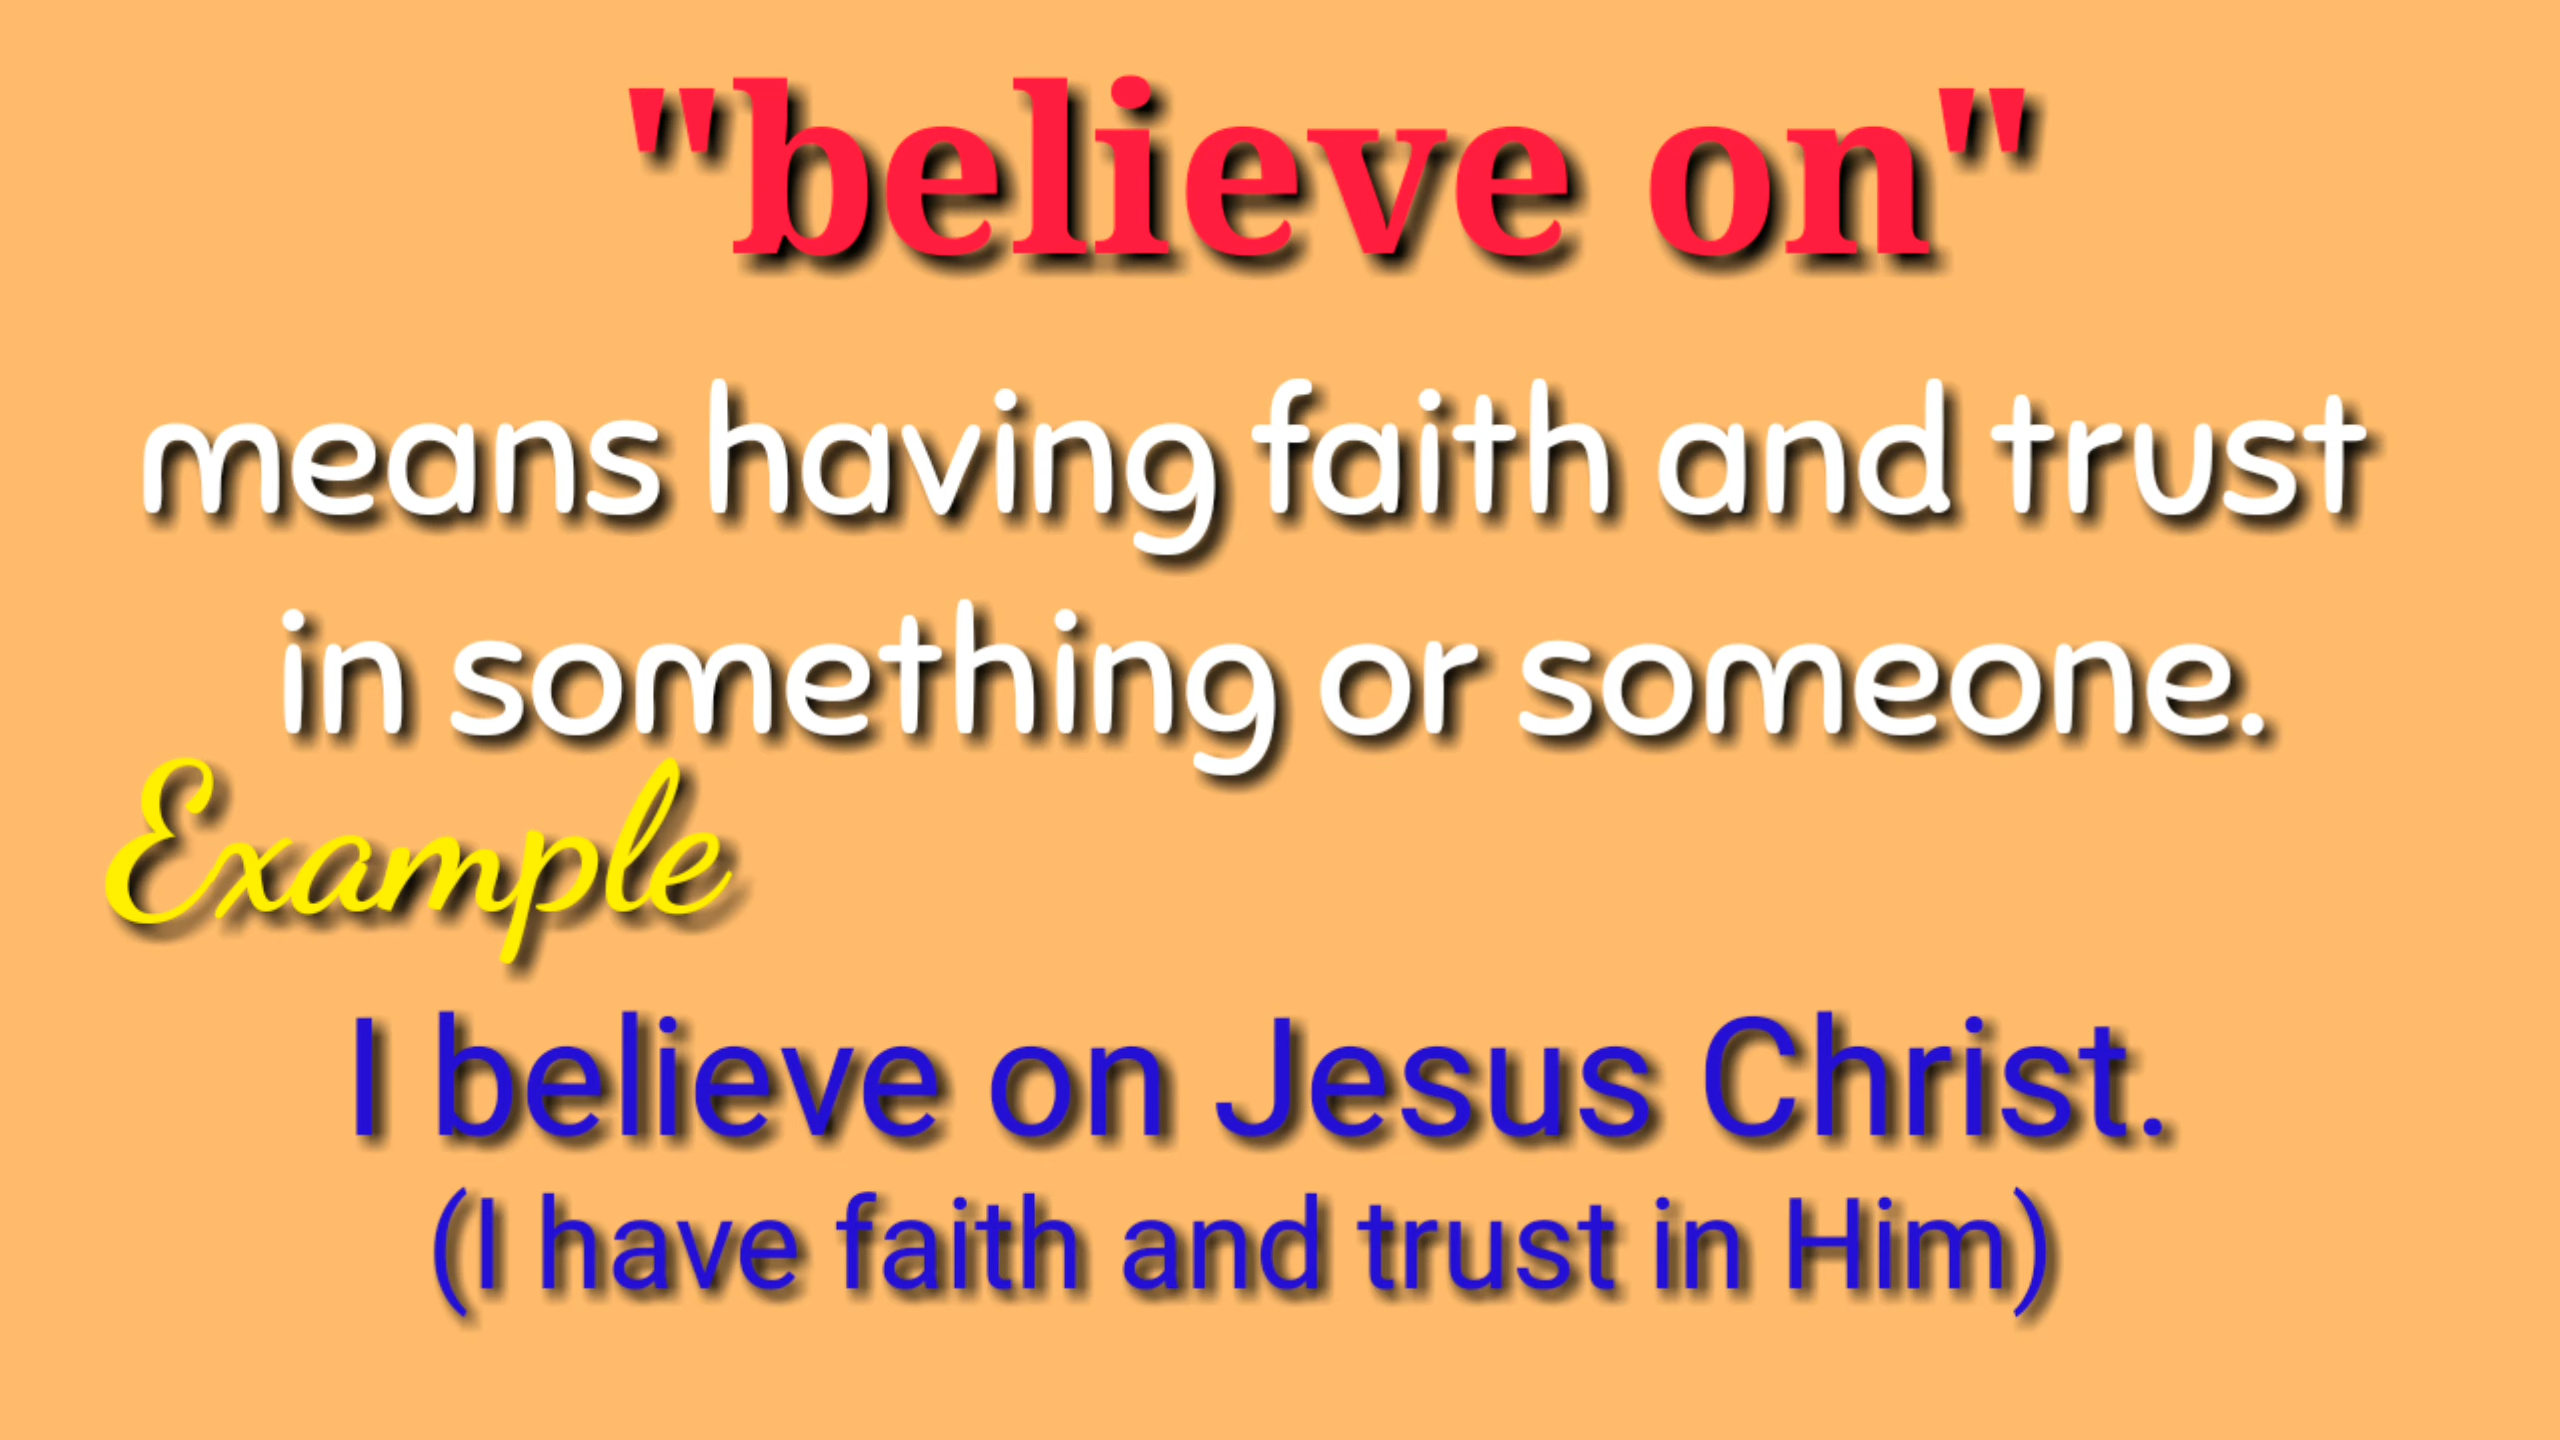 "believe on"
means having faith and trust
in something or someone.
Example
I believe on Jesus Christ.
(I have faith and trust in Him)